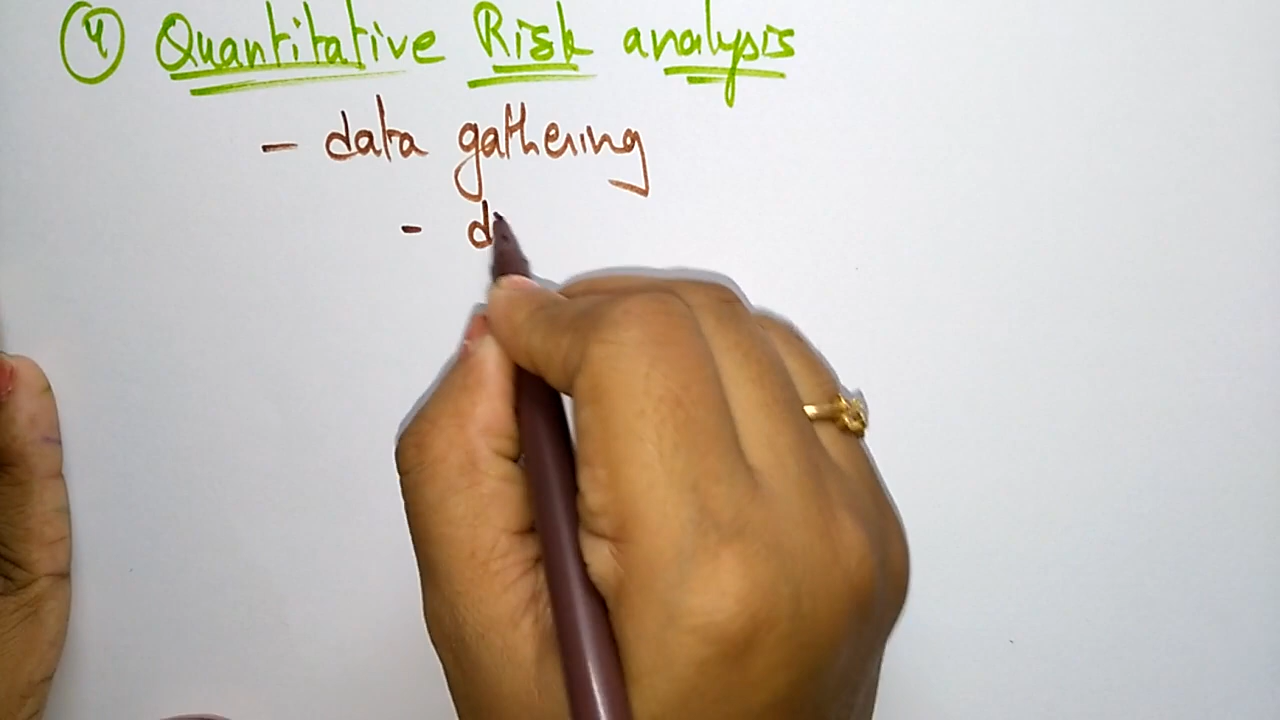 ④ Quantitative Risk analysis
- data gathering
- d